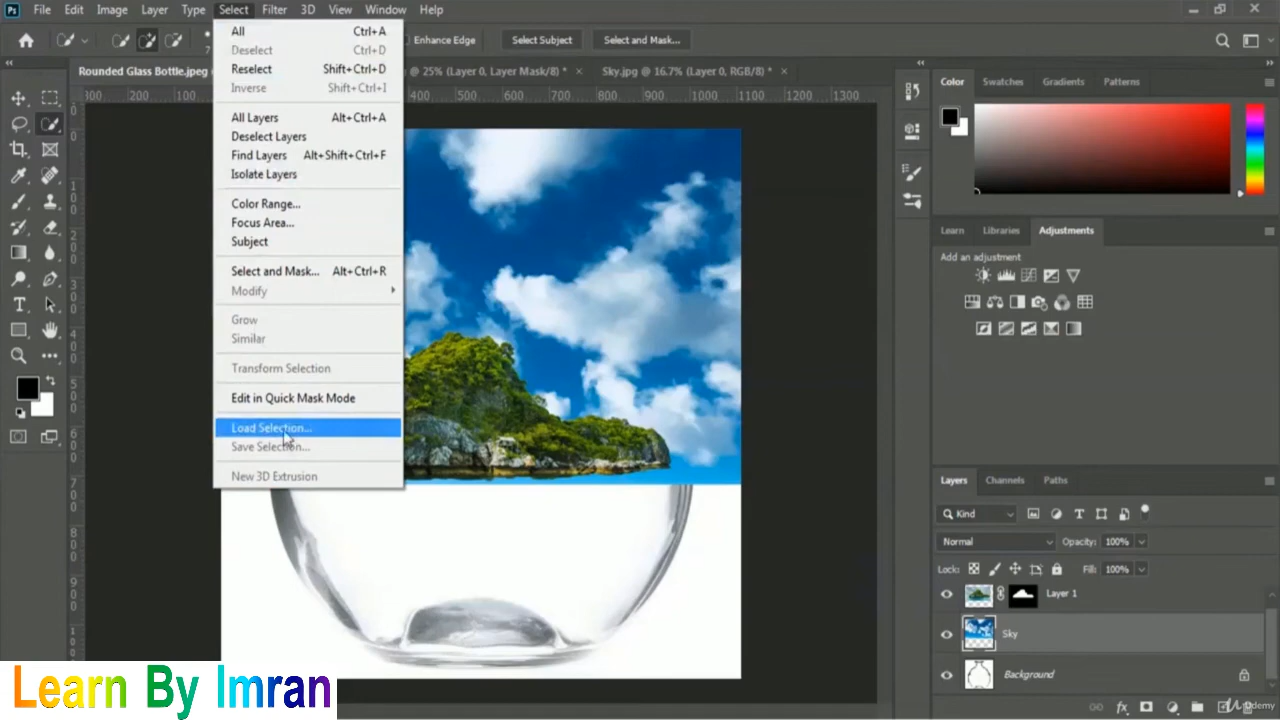 Ps File Edit Image Layer Type Select Filter 3D View Window Help
Enhance Edge Select Subject Select and Mask...
Rounded Glass Bottle.jpeg @ 25% (Layer 0, Layer Mask/8) * × Sky.jpg @ 16.7% (Layer 0, RGB/8) * ×
300 200 100 400 500 600 700 800 900 1000 1100 1200 1300
All Ctrl+A
Deselect Ctrl+D
Reselect Shift+Ctrl+D
Inverse Shift+Ctrl+I
All Layers Alt+Ctrl+A
Deselect Layers
Find Layers Alt+Shift+Ctrl+F
Isolate Layers
Color Range...
Focus Area...
Subject
Select and Mask... Alt+Ctrl+R
Modify
Grow
Similar
Transform Selection
Edit in Quick Mask Mode
Load Selection...
Save Selection...
New 3D Extrusion
Color Swatches Gradients Patterns
Learn Libraries Adjustments
Add an adjustment
Layers Channels Paths
Kind
Normal Opacity: 100%
Lock: Fill: 100%
Layer 1
Sky
Background
fx
Udemy
Learn By Imran